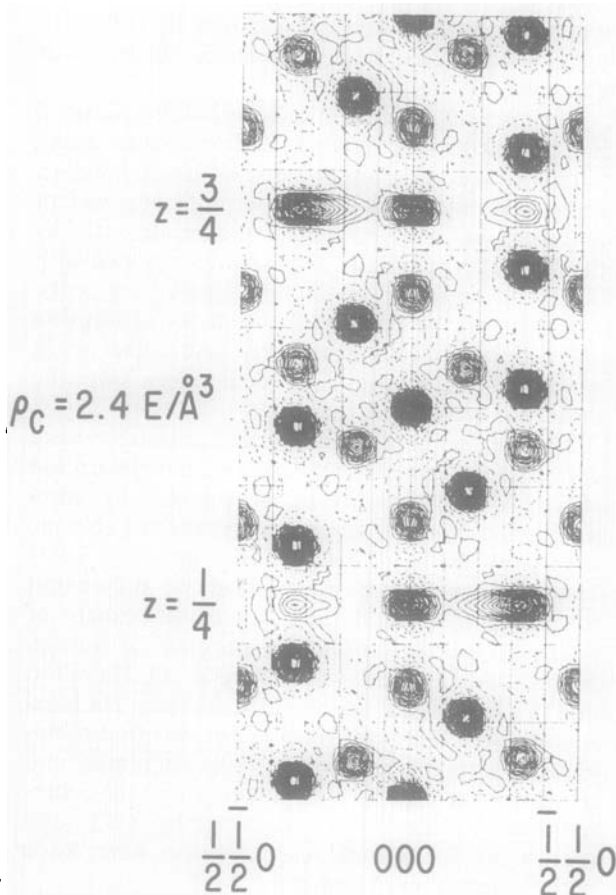 z = 3/4
ρC = 2.4 E/Å³
z = 1/4
1/2 1̄/2 0 000 1̄/2 1/2 0